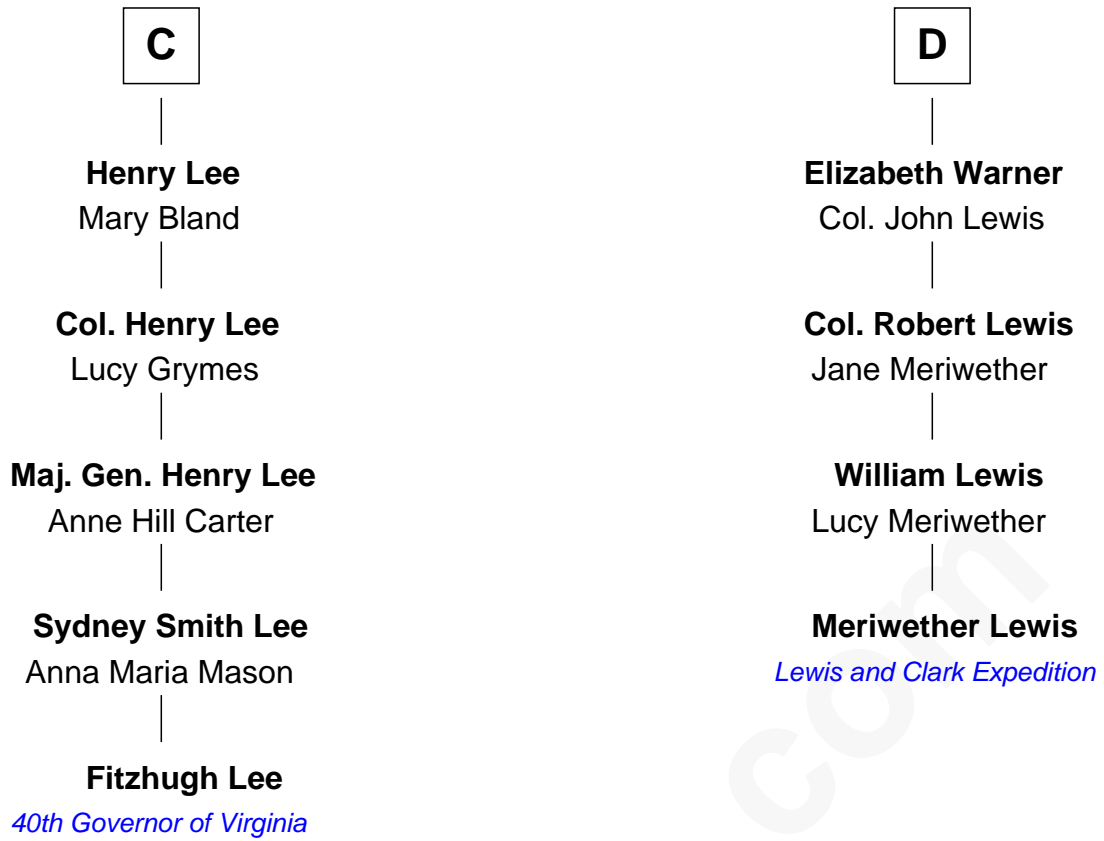 C
Henry Lee
Mary Bland
Col. Henry Lee
Lucy Grymes
Maj. Gen. Henry Lee
Anne Hill Carter
Sydney Smith Lee
Anna Maria Mason
Fitzhugh Lee
40th Governor of Virginia
D
Elizabeth Warner
Col. John Lewis
Col. Robert Lewis
Jane Meriwether
William Lewis
Lucy Meriwether
Meriwether Lewis
Lewis and Clark Expedition
com